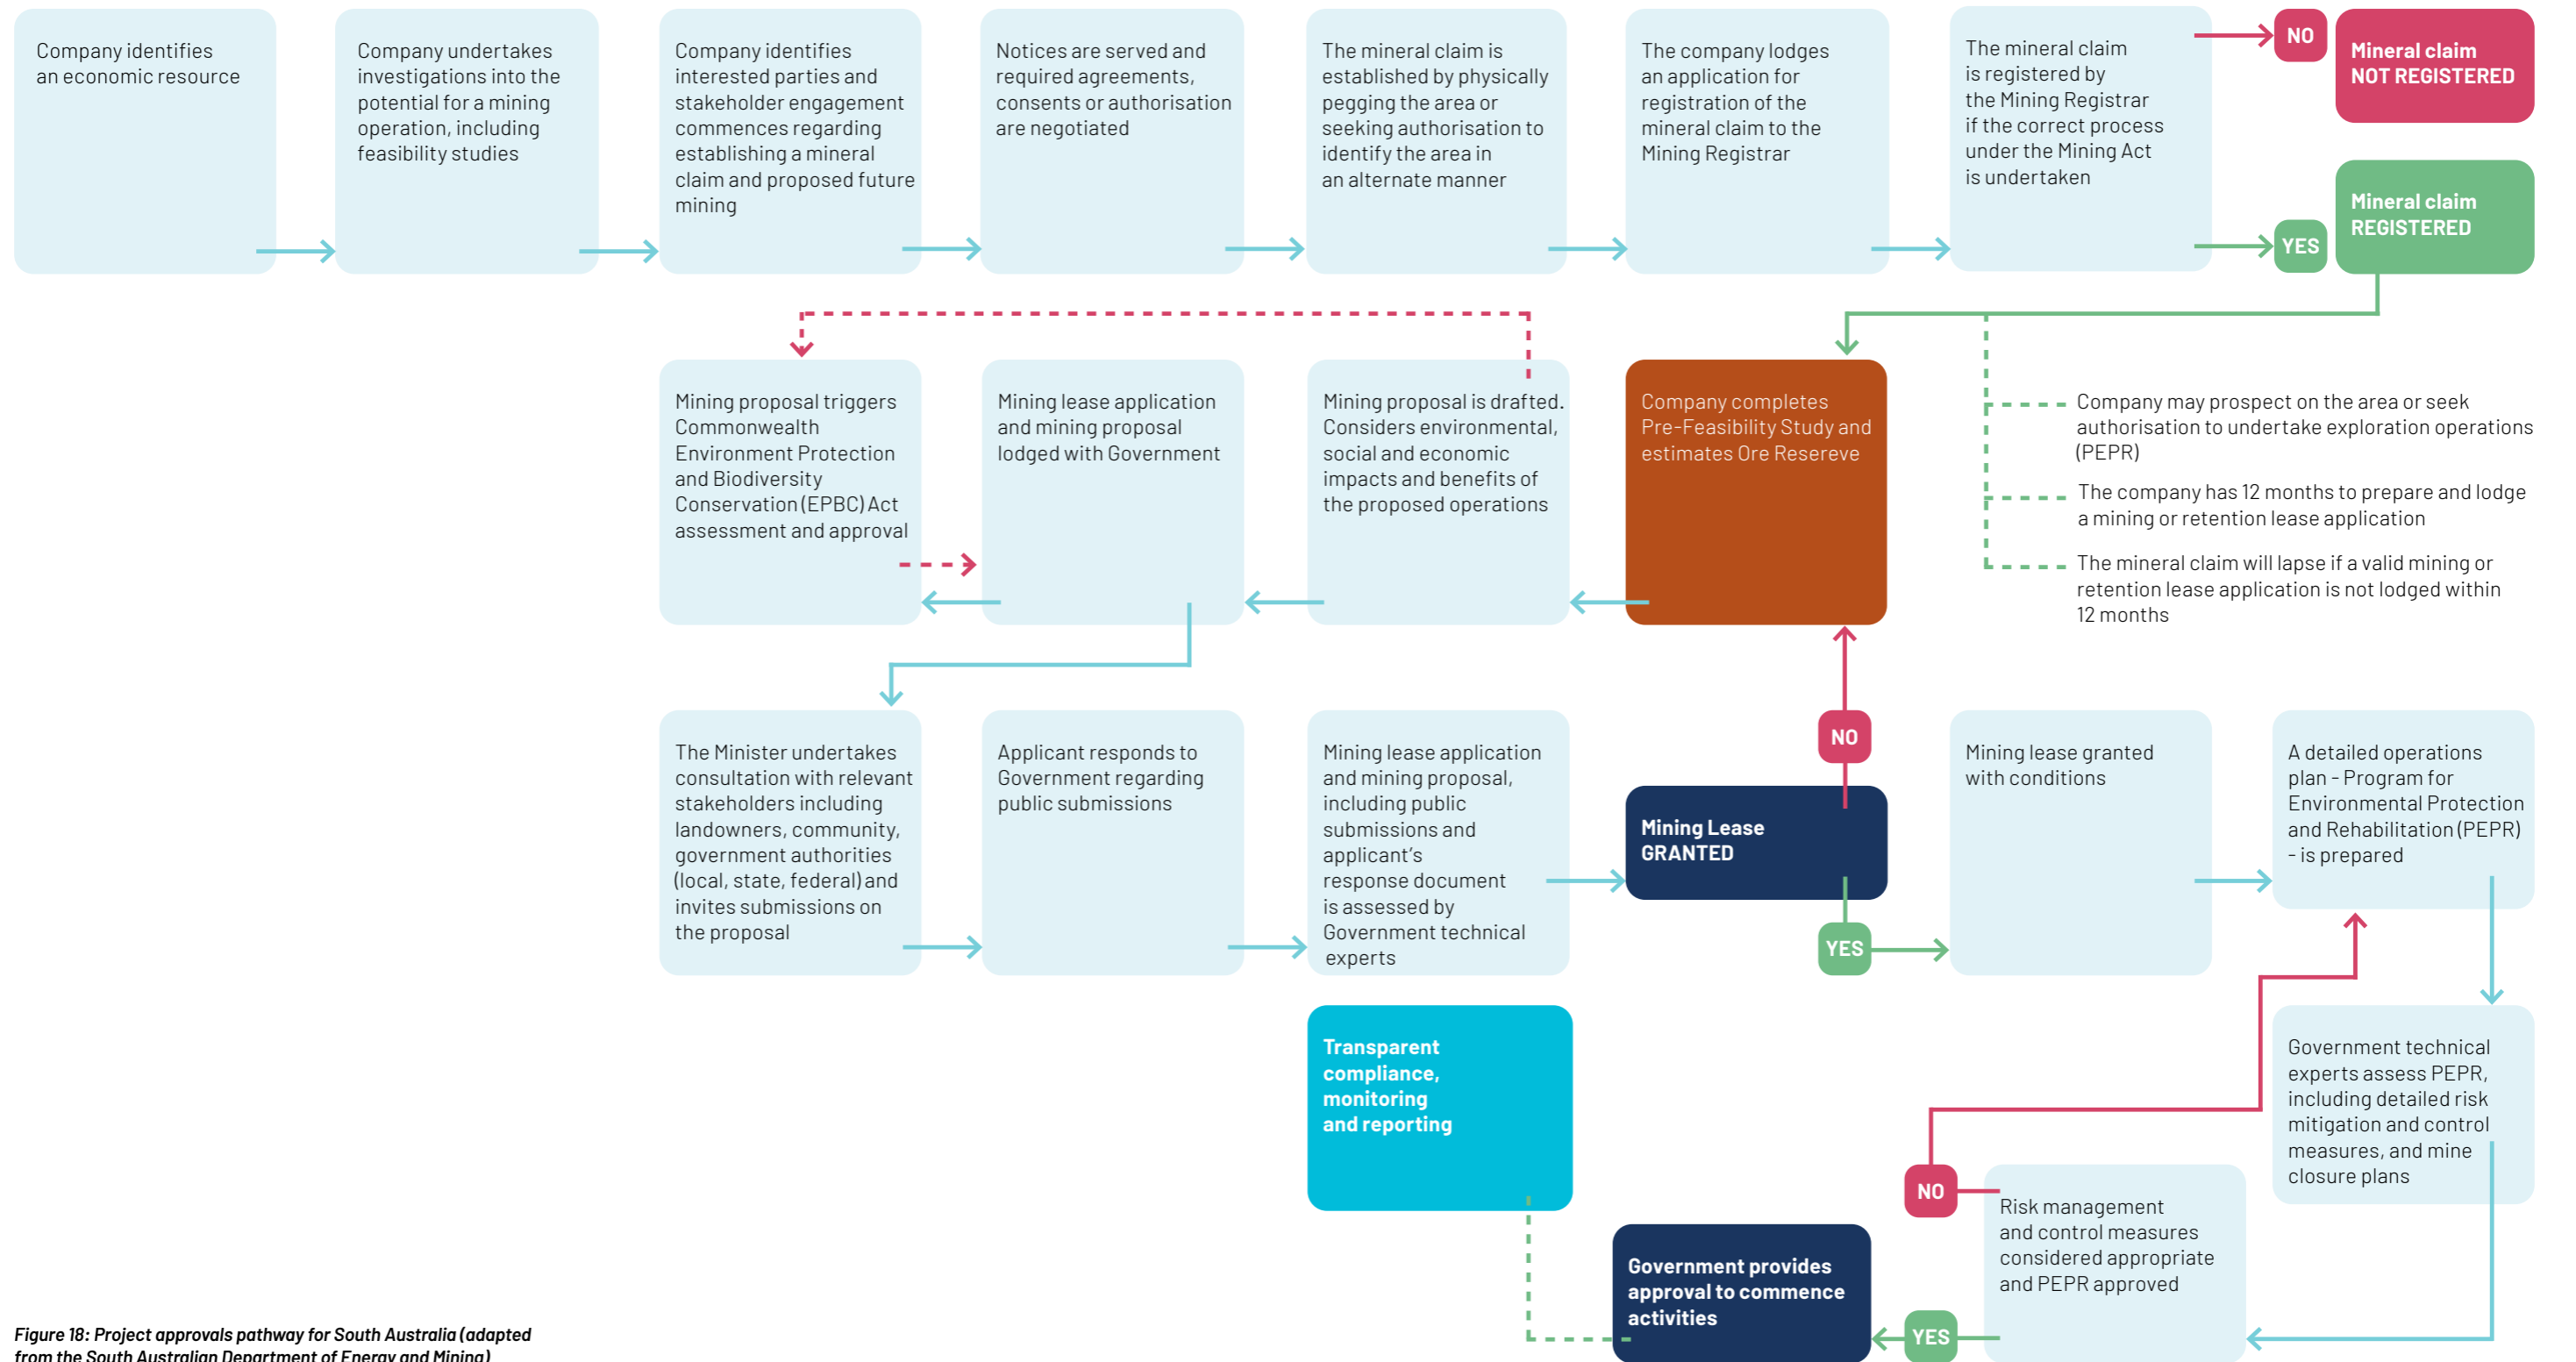 Company identifies
an economic resource
Company undertakes
investigations into the
potential for a mining
operation, including
feasibility studies
Company identifies
interested parties and
stakeholder engagement
commences regarding
establishing a mineral
claim and proposed future
mining
Notices are served and
required agreements,
consents or authorisation
are negotiated
The mineral claim is
established by physically
pegging the area or
seeking authorisation to
identify the area in
an alternate manner
The company lodges
an application for
registration of the
mineral claim to the
Mining Registrar
The mineral claim
is registered by
the Mining Registrar
if the correct process
under the Mining Act
is undertaken
NO
Mineral claim
NOT REGISTERED
YES
Mineral claim
REGISTERED
Mining proposal triggers
Commonwealth
Environment Protection
and Biodiversity
Conservation (EPBC) Act
assessment and approval
Mining lease application
and mining proposal
lodged with Government
Mining proposal is drafted.
Considers environmental,
social and economic
impacts and benefits of
the proposed operations
Company completes
Pre-Feasibility Study and
estimates Ore Resereve
Company may prospect on the area or seek
authorisation to undertake exploration operations
(PEPR)
The company has 12 months to prepare and lodge
a mining or retention lease application
The mineral claim will lapse if a valid mining or
retention lease application is not lodged within
12 months
The Minister undertakes
consultation with relevant
stakeholders including
landowners, community,
government authorities
(local, state, federal) and
invites submissions on
the proposal
Applicant responds to
Government regarding
public submissions
Mining lease application
and mining proposal,
including public
submissions and
applicant's
response document
is assessed by
Government technical
experts
NO
Mining Lease
GRANTED
YES
Mining lease granted
with conditions
A detailed operations
plan - Program for
Environmental Protection
and Rehabilitation (PEPR)
- is prepared
Transparent
compliance,
monitoring
and reporting
Government technical
experts assess PEPR,
including detailed risk
mitigation and control
measures, and mine
closure plans
NO
Risk management
and control measures
considered appropriate
and PEPR approved
Government provides
approval to commence
activities
YES
Figure 18: Project approvals pathway for South Australia (adapted
from the South Australian Department of Energy and Mining)